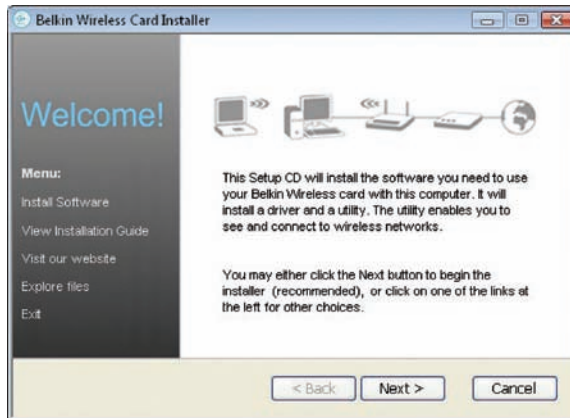 Belkin Wireless Card Installer
Welcome!
Menu:
Install Software
View Installation Guide
Visit our website
Explore files
Exit
This Setup CD will install the software you need to use
your Belkin Wireless card with this computer. It will
install a driver and a utility. The utility enables you to
see and connect to wireless networks.
You may either click the Next button to begin the
installer (recommended), or click on one of the links at
the left for other choices.
< Back
Next >
Cancel